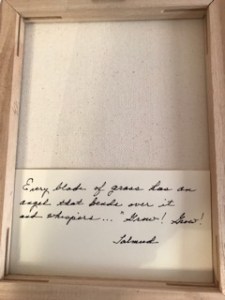 Every blade of grass has an
angel that bends over it
and whispers... "Grow! Grow!
Talmud